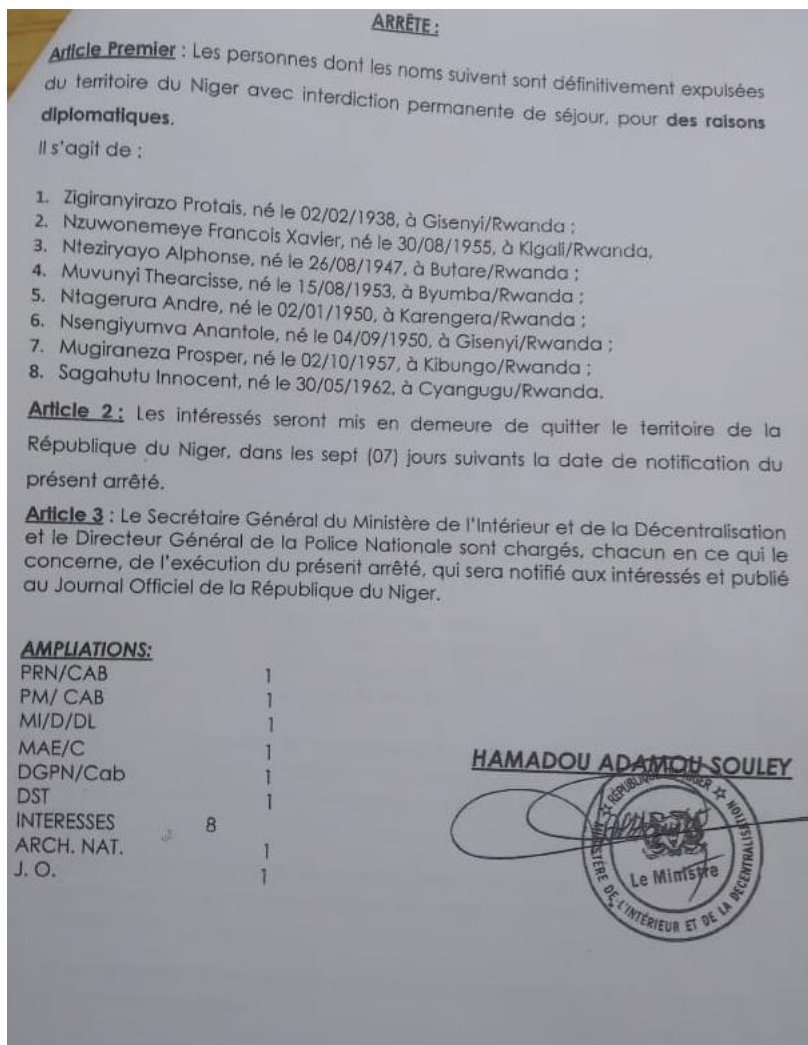 ARRÊTE :
Article Premier : Les personnes dont les noms suivent sont définitivement expulsées
du territoire du Niger avec interdiction permanente de séjour, pour des raisons
diplomatiques.
Il s'agit de :
1. Zigiranyirazo Protais, né le 02/02/1938, à Gisenyi/Rwanda ;
2. Nzuwonemeye Francois Xavier, né le 30/08/1955, à Kigali/Rwanda,
3. Nteziryayo Alphonse, né le 26/08/1947, à Butare/Rwanda ;
4. Muvunyi Thearcisse, né le 15/08/1953, à Byumba/Rwanda ;
5. Ntagerura Andre, né le 02/01/1950, à Karengera/Rwanda ;
6. Nsengiyumva Anantole, né le 04/09/1950, à Gisenyi/Rwanda ;
7. Mugiraneza Prosper, né le 02/10/1957, à Kibungo/Rwanda ;
8. Sagahutu Innocent, né le 30/05/1962, à Cyangugu/Rwanda.
Article 2 : Les intéressés seront mis en demeure de quitter le territoire de la
République du Niger, dans les sept (07) jours suivants la date de notification du
présent arrêté.
Article 3 : Le Secrétaire Général du Ministère de l'Intérieur et de la Décentralisation
et le Directeur Général de la Police Nationale sont chargés, chacun en ce qui le
concerne, de l'exécution du présent arrêté, qui sera notifié aux intéressés et publié
au Journal Officiel de la République du Niger.
AMPLIATIONS:
PRN/CAB 1
PM/ CAB 1
MI/D/DL 1
MAE/C 1
DGPN/Cab 1
DST 1
INTERESSES 8
ARCH. NAT. 1
J. O. 1
HAMADOU ADAMOU SOULEY
RÉPUBLIQUE DU NIGER
Le Ministre
MINISTÈRE DE L'INTÉRIEUR ET DE LA DECENTRALISATION